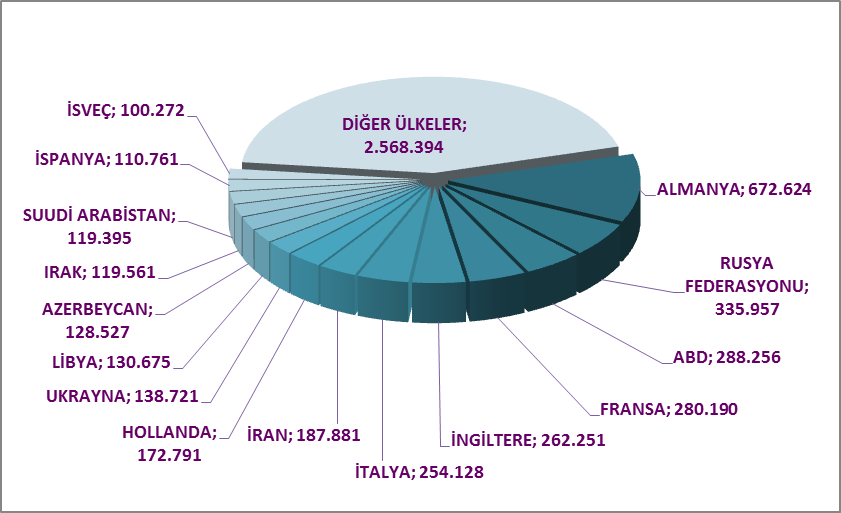 DİĞER ÜLKELER;
2.568.394
ALMANYA; 672.624
RUSYA
FEDERASYONU;
335.957
ABD; 288.256
FRANSA; 280.190
İNGİLTERE; 262.251
İTALYA; 254.128
İRAN; 187.881
HOLLANDA;
172.791
UKRAYNA; 138.721
LİBYA; 130.675
AZERBEYCAN;
128.527
IRAK; 119.561
SUUDİ ARABİSTAN;
119.395
İSPANYA; 110.761
İSVEÇ; 100.272